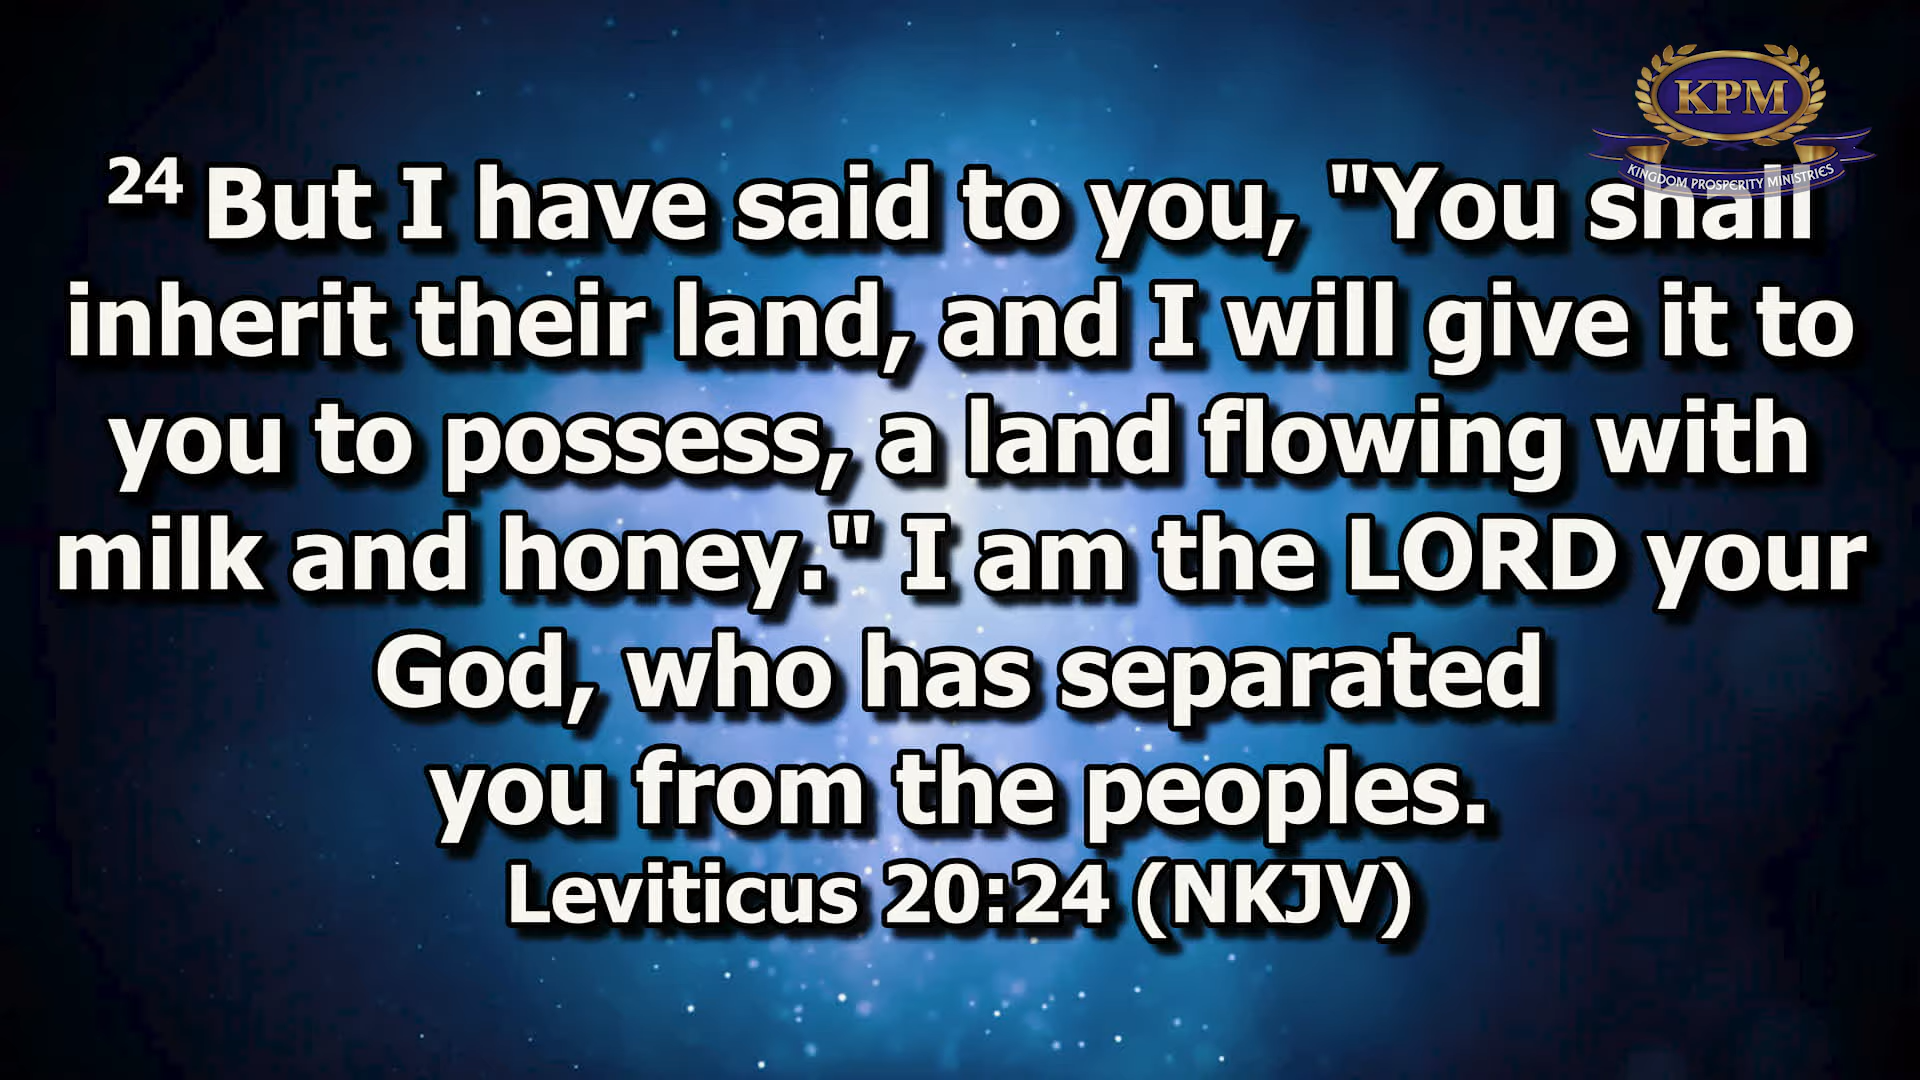 KPM
KINGDOM PROSPERITY MINISTRIES
24 But I have said to you, "You shall
inherit their land, and I will give it to
you to possess, a land flowing with
milk and honey." I am the LORD your
God, who has separated
you from the peoples.
Leviticus 20:24 (NKJV)